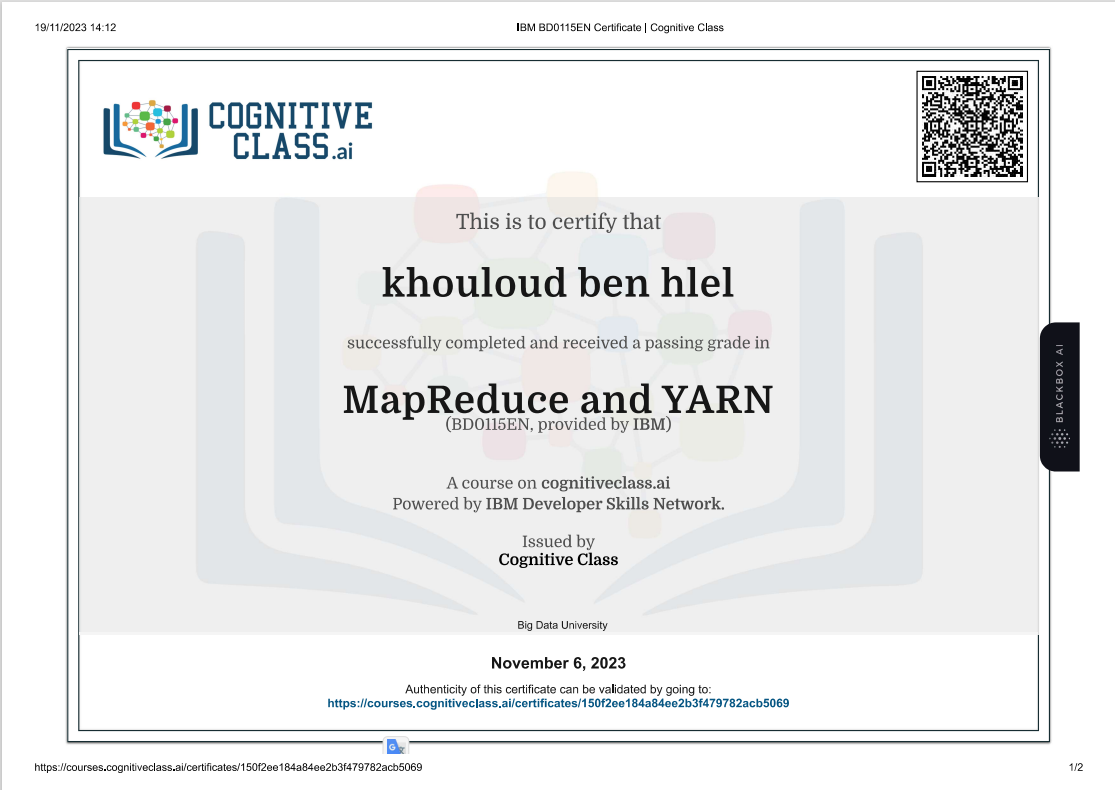 19/11/2023 14:12
IBM BD0115EN Certificate | Cognitive Class
COGNITIVE
CLASS.ai
This is to certify that
khouloud ben hlel
successfully completed and received a passing grade in
MapReduce and YARN
(BD0115EN, provided by IBM)
BLACKBOX AI
A course on cognitiveclass.ai
Powered by IBM Developer Skills Network.
Issued by
Cognitive Class
Big Data University
November 6, 2023
Authenticity of this certificate can be validated by going to:
https://courses.cognitiveclass.ai/certificates/150f2ee184a84ee2b3f479782acb5069
G
https://courses.cognitiveclass.ai/certificates/150f2ee184a84ee2b3f479782acb5069
1/2